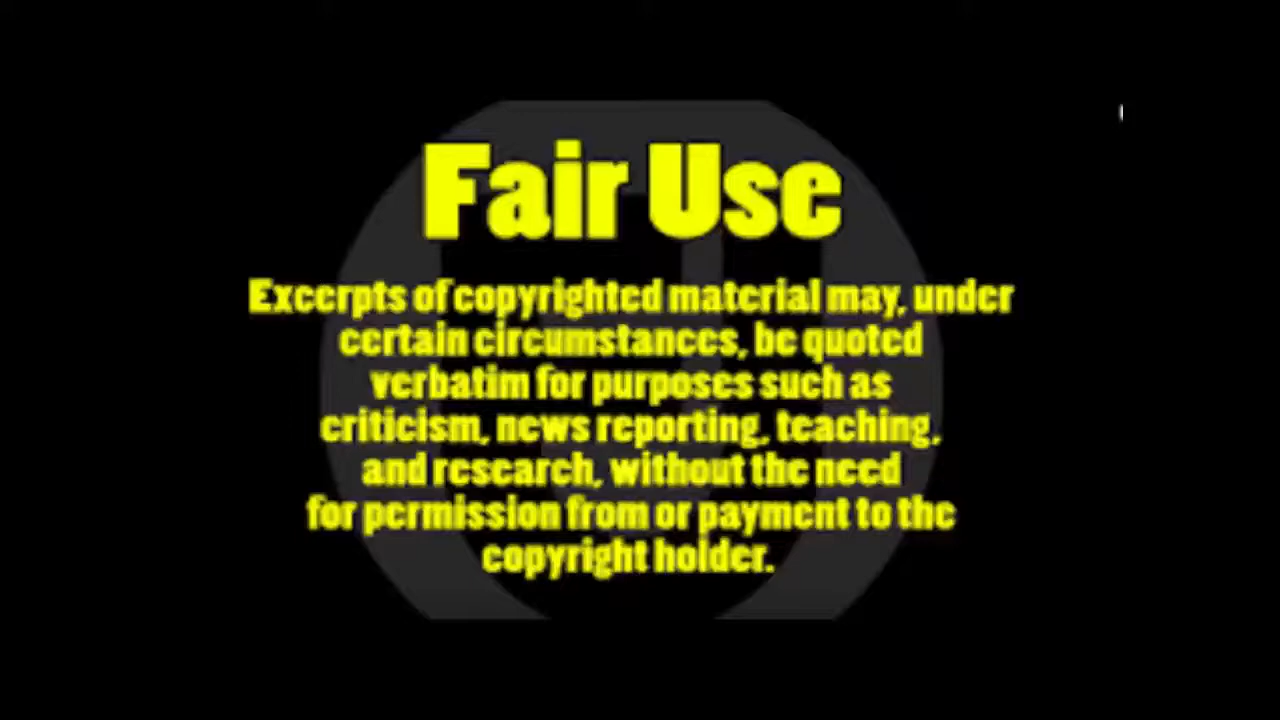 Fair Use
Excerpts of copyrighted material may, under
certain circumstances, be quoted
verbatim for purposes such as
criticism, news reporting, teaching,
and research, without the need
for permission from or payment to the
copyright holder.